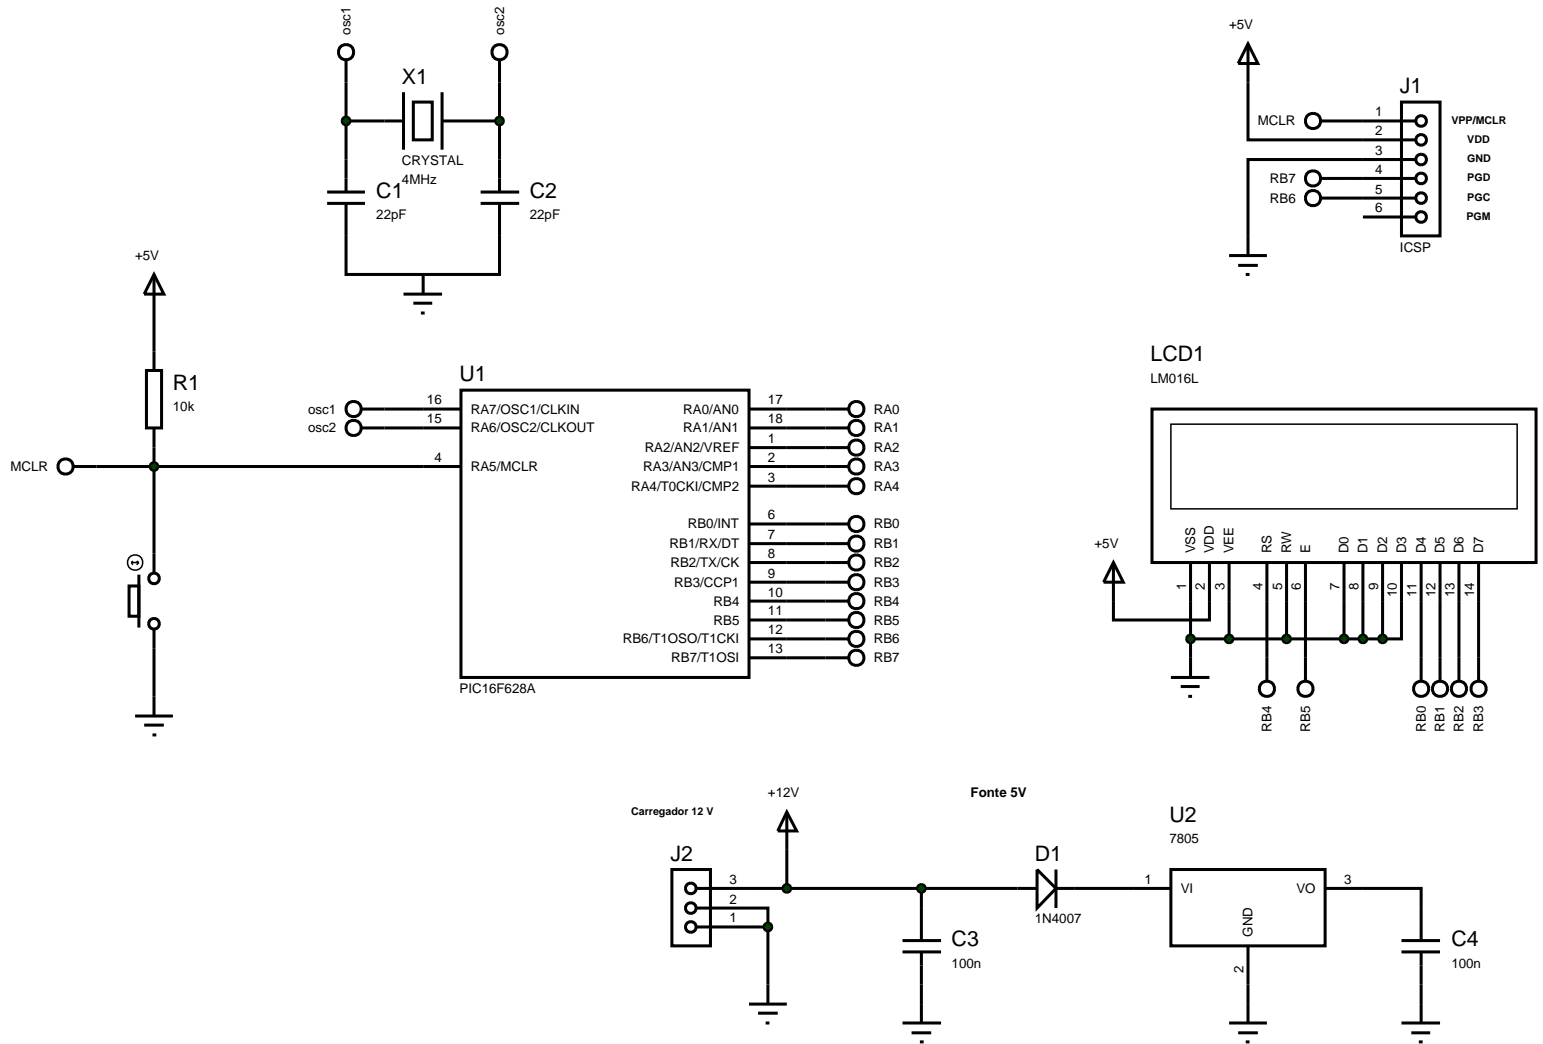 osc1
osc2
X1
CRYSTAL
4MHz
C1
22pF
C2
22pF
+5V
J1
MCLR
1
VPP/MCLR
2
VDD
3
GND
RB7
4
PGD
RB6
5
PGC
6
PGM
ICSP
+5V
R1
10k
MCLR
U1
osc1
16
RA7/OSC1/CLKIN
osc2
15
RA6/OSC2/CLKOUT
4
RA5/MCLR
RA0/AN0
17
RA0
RA1/AN1
18
RA1
RA2/AN2/VREF
1
RA2
RA3/AN3/CMP1
2
RA3
RA4/T0CKI/CMP2
3
RA4
RB0/INT
6
RB0
RB1/RX/DT
7
RB1
RB2/TX/CK
8
RB2
RB3/CCP1
9
RB3
RB4
10
RB4
RB5
11
RB5
RB6/T1OSO/T1CKI
12
RB6
RB7/T1OSI
13
RB7
PIC16F628A
LCD1
LM016L
+5V
VSS
VDD
VEE
RS
RW
E
D0
D1
D2
D3
D4
D5
D6
D7
1
2
3
4
5
6
7
8
9
10
11
12
13
14
RB4
RB5
RB0
RB1
RB2
RB3
Carregador 12 V
+12V
Fonte 5V
J2
3
2
1
C3
100n
D1
1N4007
U2
7805
1
VI
VO
3
GND
2
C4
100n